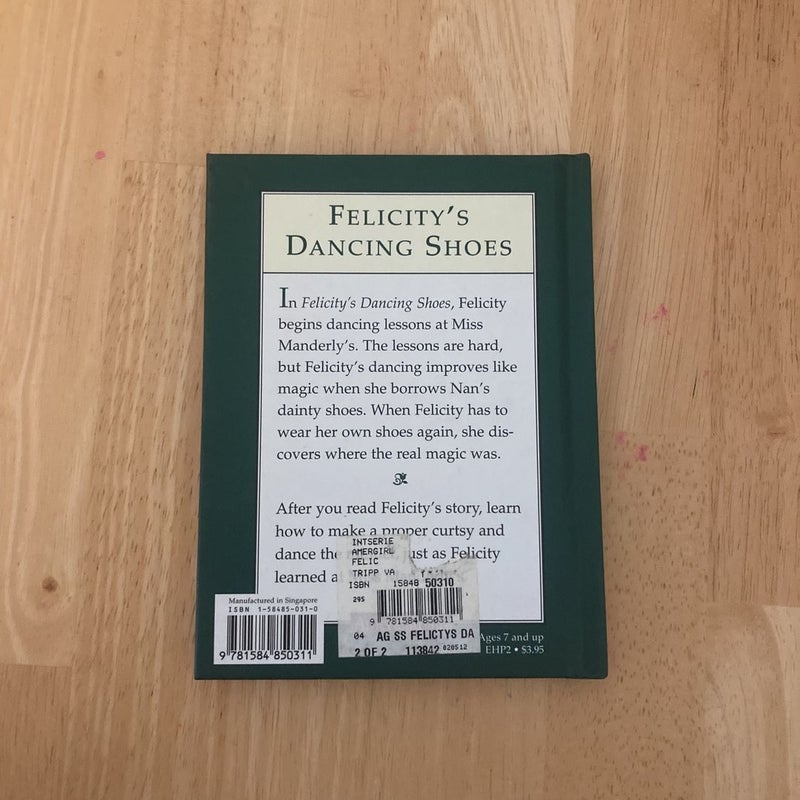 FELICITY'S
DANCING SHOES
In Felicity's Dancing Shoes, Felicity
begins dancing lessons at Miss
Manderly's. The lessons are hard,
but Felicity's dancing improves like
magic when she borrows Nan's
dainty shoes. When Felicity has to
wear her own shoes again, she dis-
covers where the real magic was.
After you read Felicity's story, learn
how to make a proper curtsy and
dance the just as Felicity
learned
INTSERIE
AMERGIRL
FELIC
TRIPP VA
ISBN 15848 50310
295
9 781584 850311
04 AG SS FELICTYS DA
2 OF 2 113842 020512
Manufactured in Singapore
ISBN 1-58485-031-0
9 781584 850311
Ages 7 and up
EHP2 • $3.95